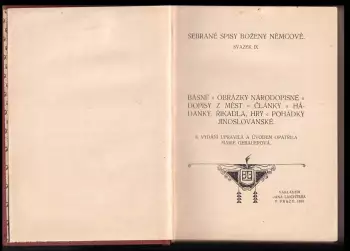 SEBRANÉ SPISY BOŽENY NĚMCOVÉ.
SVAZEK IX.
BÁSNĚ • OBRÁZKY NÁRODOPISNÉ •
DOPISY Z MĚST • ČLÁNKY • HÁ-
DANKY, ŘÍKADLA, HRY • POHÁDKY
JIHOSLOVANSKÉ.
K VYDÁNÍ UPRAVILA A ÚVODEM OPATŘILA
MARIE GEBAUEROVÁ.
NÁKLADEM
JANA LAICHTERA
V PRAZE